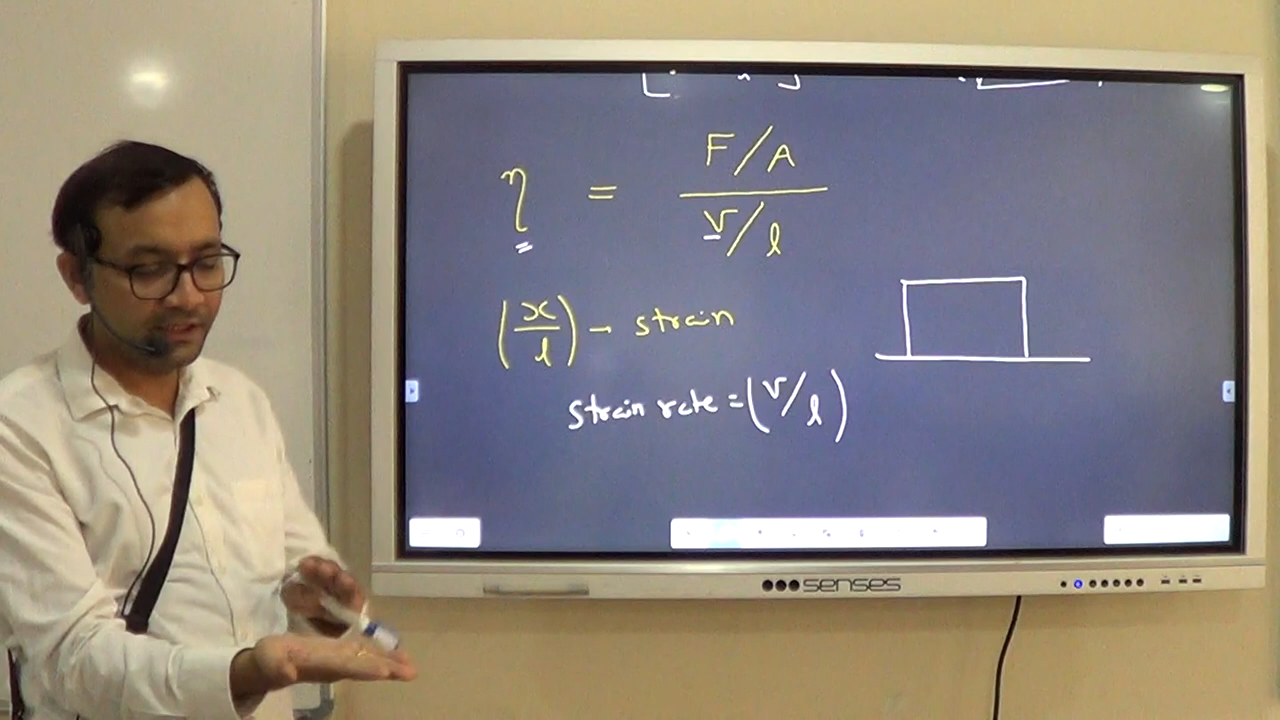 η = F/A
v/l
(x/l) - strain
strain rate = (v/l)
senses